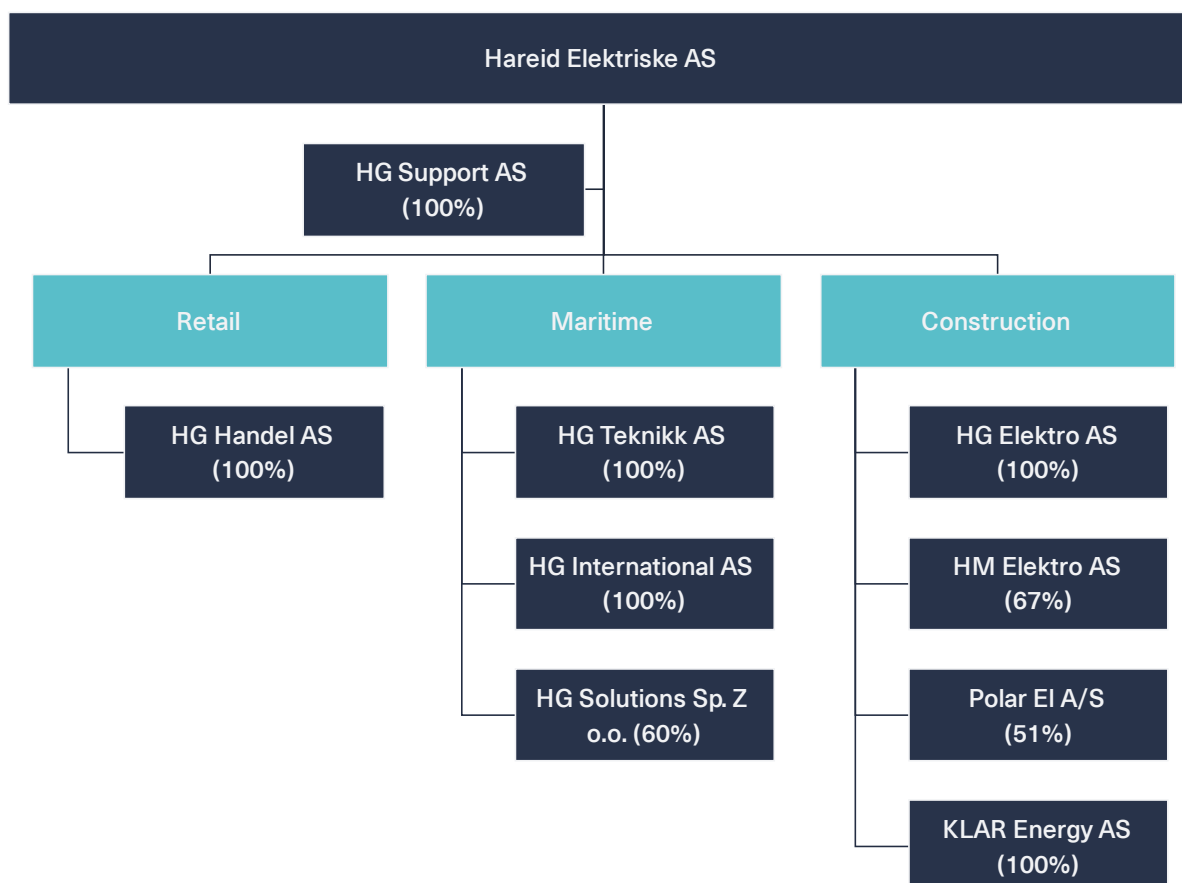 Hareid Elektriske AS
HG Support AS
(100%)
Retail
Maritime
Construction
HG Handel AS
(100%)
HG Teknikk AS
(100%)
HG Elektro AS
(100%)
HG International AS
(100%)
HM Elektro AS
(67%)
HG Solutions Sp. Z
o.o. (60%)
Polar El A/S
(51%)
KLAR Energy AS
(100%)